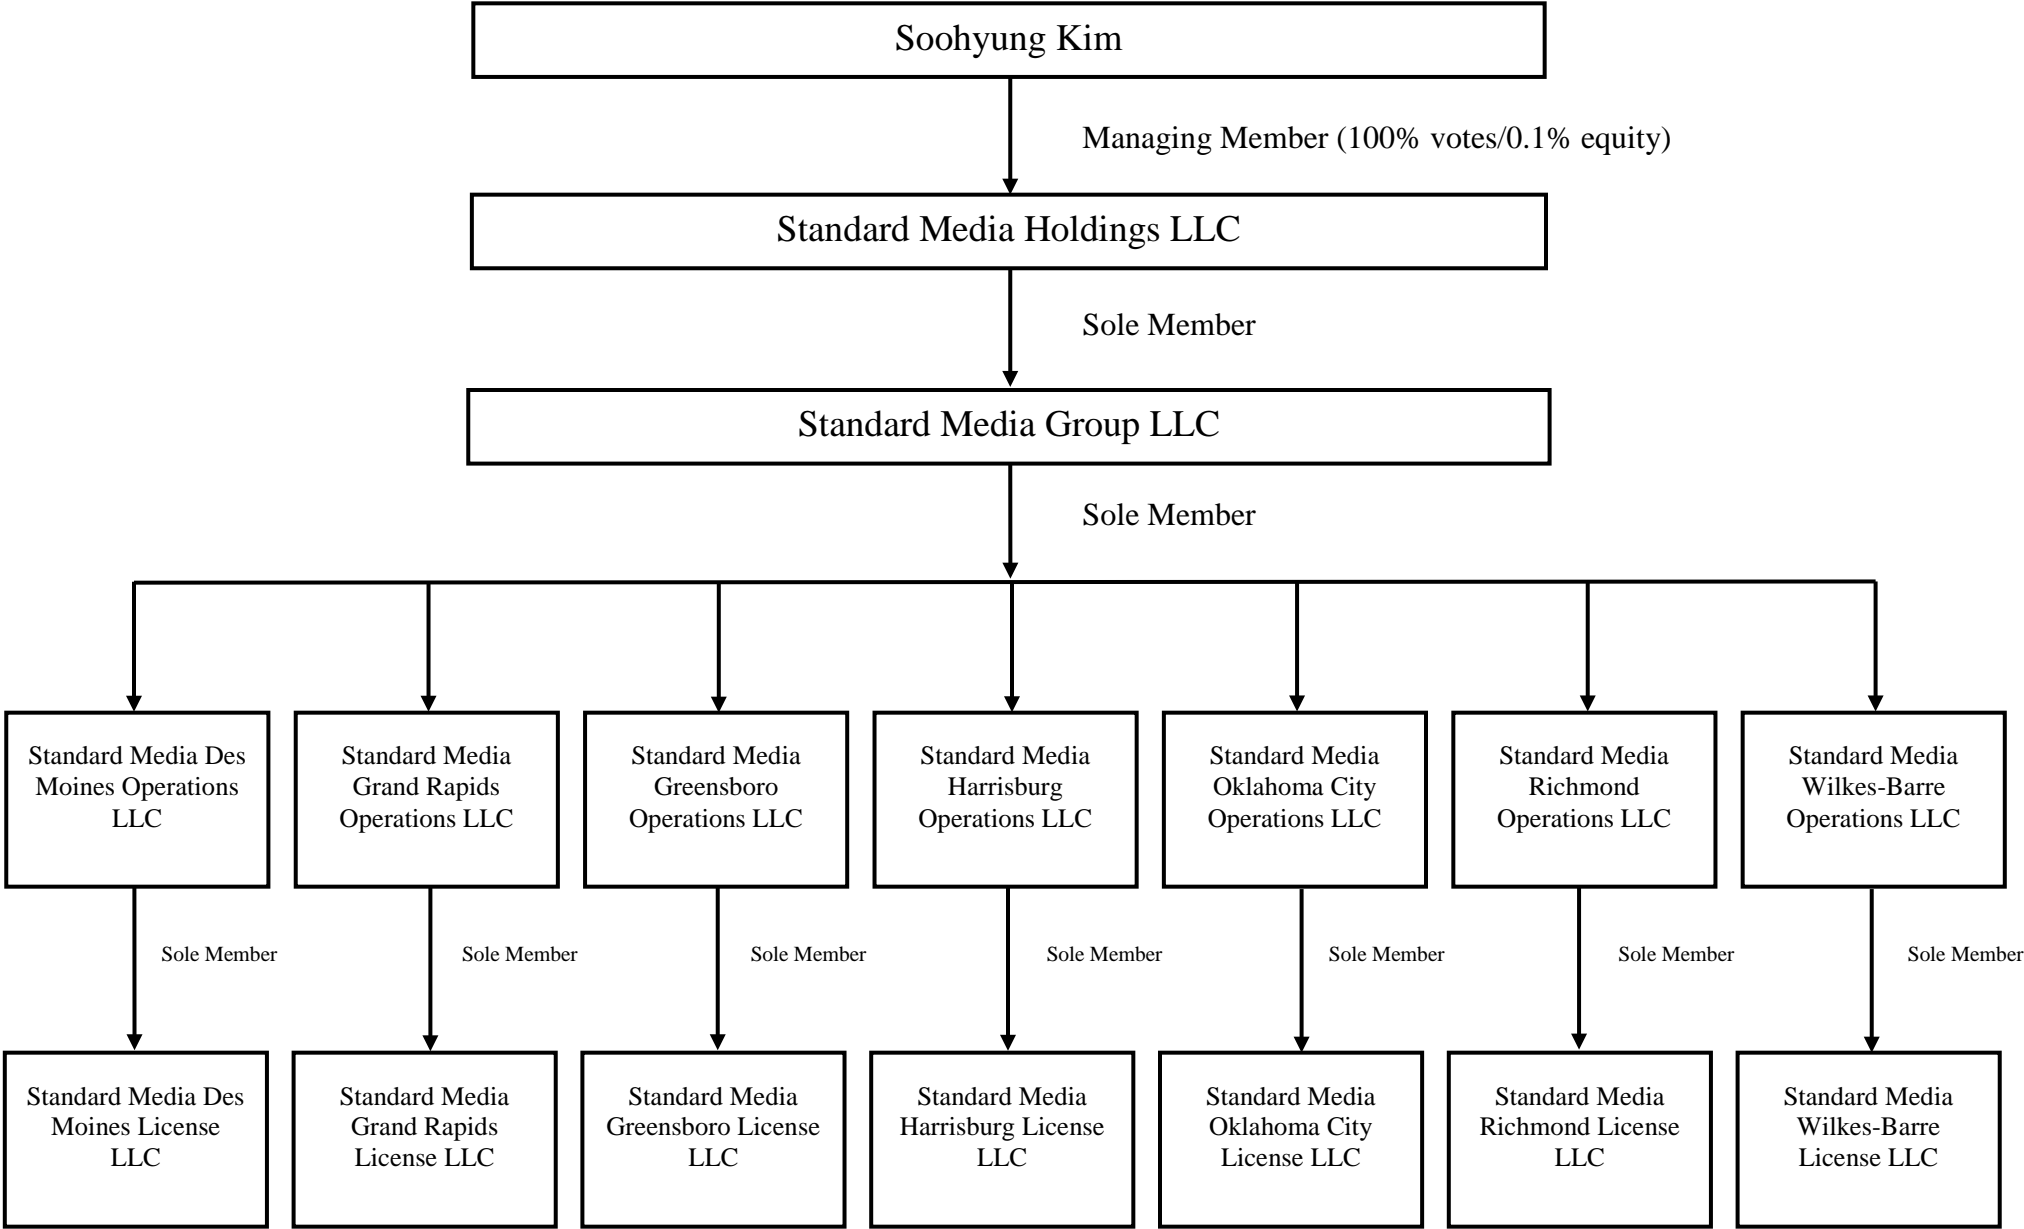 Soohyung Kim
Managing Member (100% votes/0.1% equity)
Standard Media Holdings LLC
Sole Member
Standard Media Group LLC
Sole Member
Standard Media Des
Moines Operations
LLC
Standard Media
Grand Rapids
Operations LLC
Standard Media
Greensboro
Operations LLC
Standard Media
Harrisburg
Operations LLC
Standard Media
Oklahoma City
Operations LLC
Standard Media
Richmond
Operations LLC
Standard Media
Wilkes-Barre
Operations LLC
Sole Member
Sole Member
Sole Member
Sole Member
Sole Member
Sole Member
Sole Member
Standard Media Des
Moines License
LLC
Standard Media
Grand Rapids
License LLC
Standard Media
Greensboro License
LLC
Standard Media
Harrisburg License
LLC
Standard Media
Oklahoma City
License LLC
Standard Media
Richmond License
LLC
Standard Media
Wilkes-Barre
License LLC